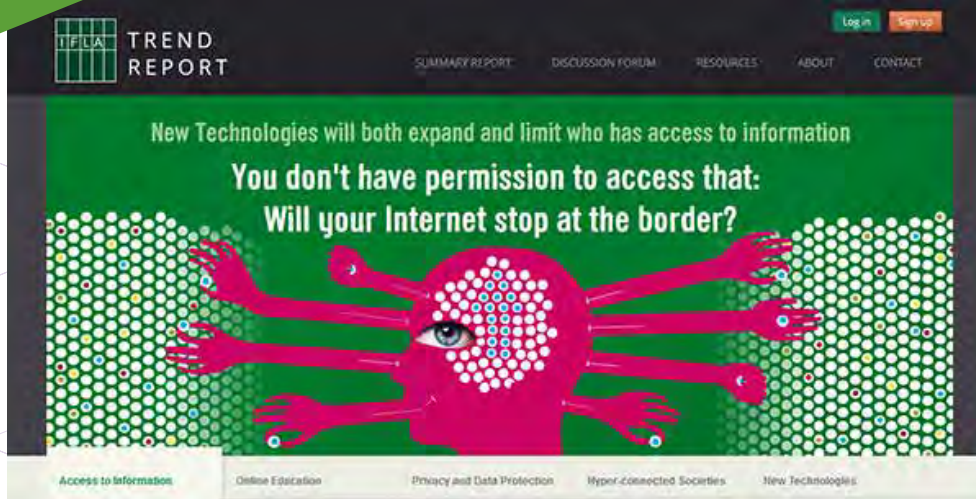 IFLA
TREND
REPORT
Log in
Sign up
SUMMARY REPORT
DISCUSSION FORUM
RESOURCES
ABOUT
CONTACT
New Technologies will both expand and limit who has access to information
You don't have permission to access that:
Will your Internet stop at the border?
Access to Information
Online Education
Privacy and Data Protection
Hyper-connected Societies
New Technologies